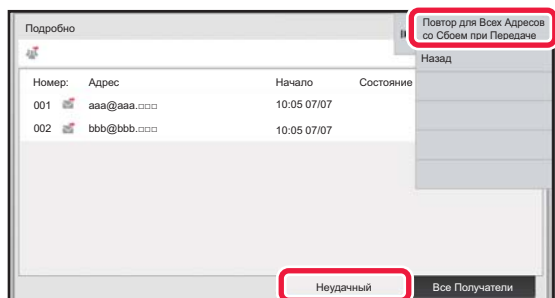 Подробно
Повтор для Всех Адресов
со Сбоем при Передаче
Назад
Номер: Адрес Начало Состояние
001 aaa@aaa.□□□ 10:05 07/07
002 bbb@bbb.□□□ 10:05 07/07
Неудачный Все Получатели